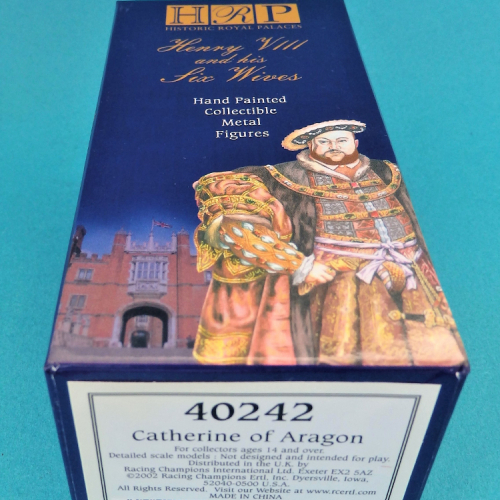 HRP
HISTORIC ROYAL PALACES
Henry VIII
and his
Six Wives
Hand Painted
Collectible
Metal
Figures
40242
Catherine of Aragon
For collectors ages 14 and over.
Detailed scale models : Not designed and intended for play.
Distributed in the U.K. by
Racing Champions International Ltd. Exeter EX2 5AZ
©2002 Racing Champions Ertl, Inc. Dyersville, Iowa,
52040-0500 U.S.A.
All Rights Reserved. Visit our Website at www.rcertl.com
MADE IN CHINA